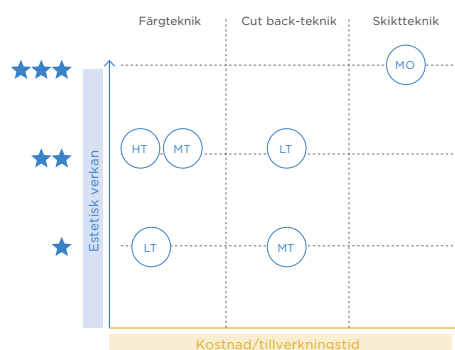 Färgteknik Cut back-teknik Skiktteknik
MO
HT MT LT
LT MT
Estetisk verkan
Kostnad/tillverkningstid